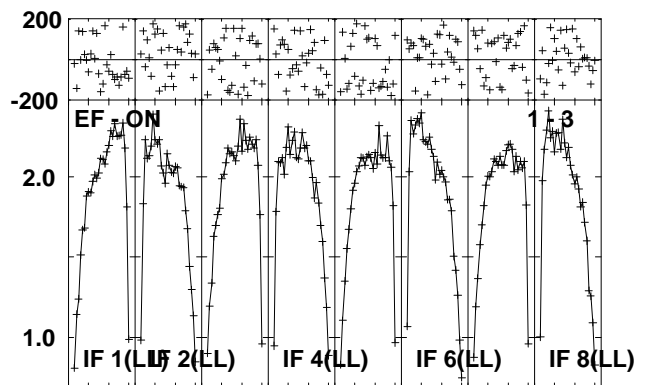 200
-200
EF - ON 1 - 3
2.0
1.0
IF 1(LL) IF 2(LL) IF 4(LL) IF 6(LL) IF 8(LL)